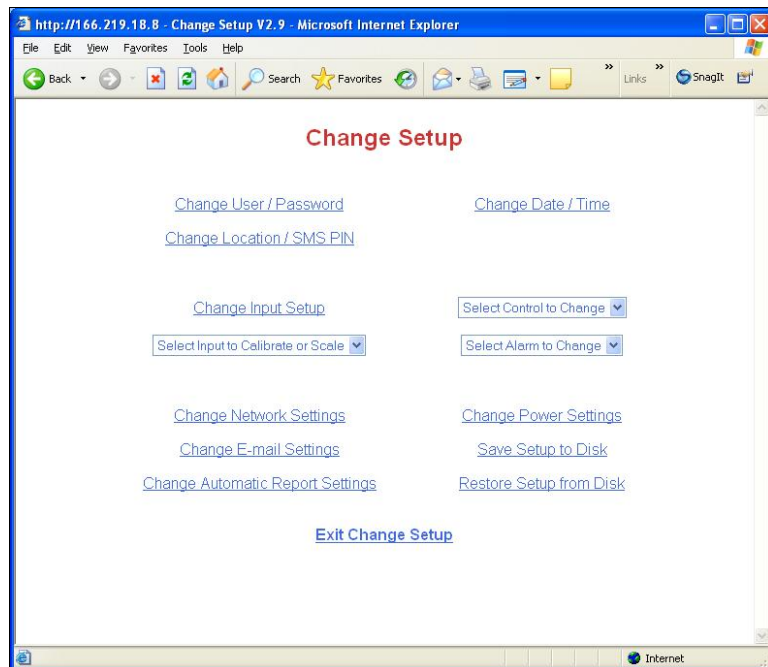 http://166.219.18.8 - Change Setup V2.9 - Microsoft Internet Explorer
File Edit View Favorites Tools Help
Back Search Favorites » Links » SnagIt
Change Setup
Change User / Password Change Date / Time
Change Location / SMS PIN
Change Input Setup Select Control to Change
Select Input to Calibrate or Scale Select Alarm to Change
Change Network Settings Change Power Settings
Change E-mail Settings Save Setup to Disk
Change Automatic Report Settings Restore Setup from Disk
Exit Change Setup
Internet